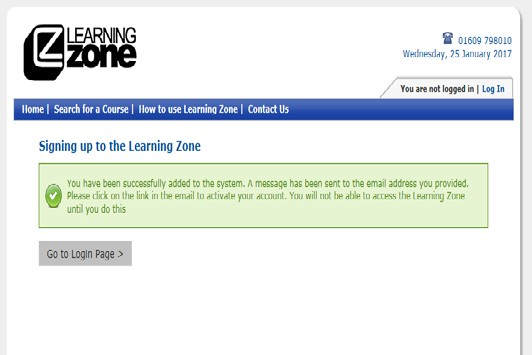 LEARNING
zone
01609 798010
Wednesday, 25 January 2017
You are not logged in | Log In
Home | Search for a Course | How to use Learning Zone | Contact Us
Signing up to the Learning Zone
You have been successfully added to the system. A message has been sent to the email address you provided.
Please click on the link in the email to activate your account. You will not be able to access the Learning Zone
until you do this
Go to Login Page >